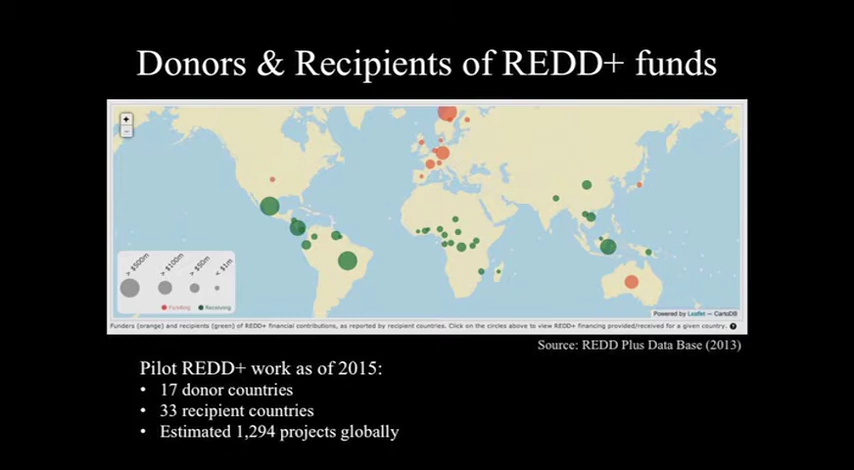 Donors & Recipients of REDD+ funds
+
−
> $500m
> $100m
> $50m
< $1m
Funding
Receiving
Powered by Leaflet — CartoDB
Funders (orange) and recipients (green) of REDD+ financial contributions, as reported by recipient countries. Click on the circles above to view REDD+ financing provided/received for a given country. ?
Source: REDD Plus Data Base (2013)
Pilot REDD+ work as of 2015:
• 17 donor countries
• 33 recipient countries
• Estimated 1,294 projects globally